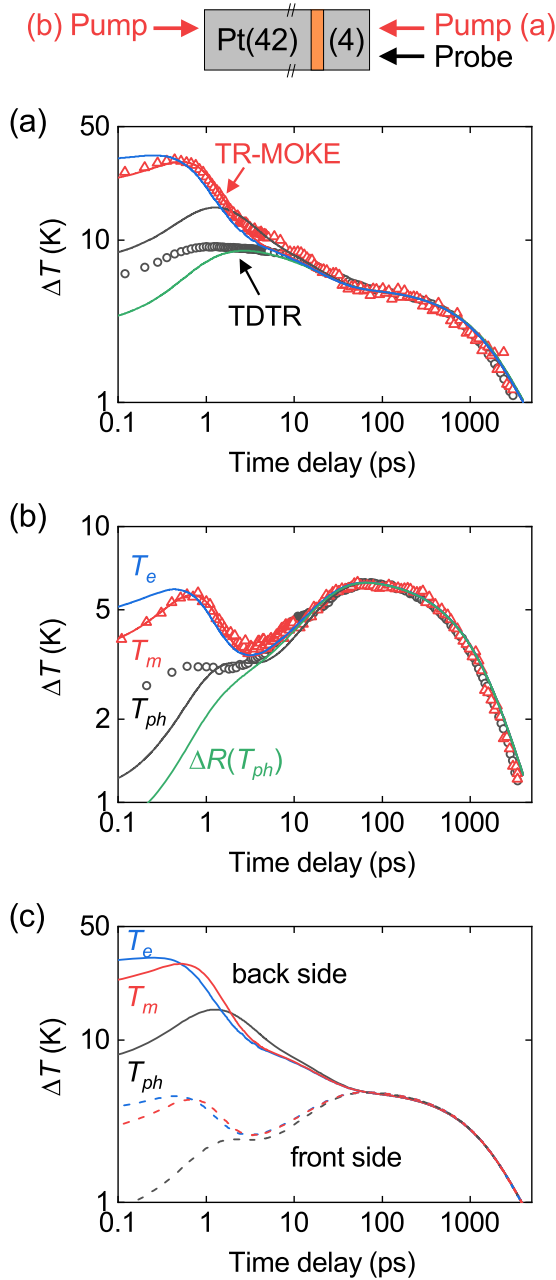 (b) Pump
Pt(42)
(4)
Pump (a)
Probe
//
//
(a)
50
10
1
ΔT (K)
TR-MOKE
TDTR
0.1
1
10
100
1000
Time delay (ps)
(b)
10
5
2
1
ΔT (K)
Te
Tm
Tph
ΔR(Tph)
0.1
1
10
100
1000
Time delay (ps)
(c)
50
10
1
ΔT (K)
Te
Tm
Tph
back side
front side
0.1
1
10
100
1000
Time delay (ps)